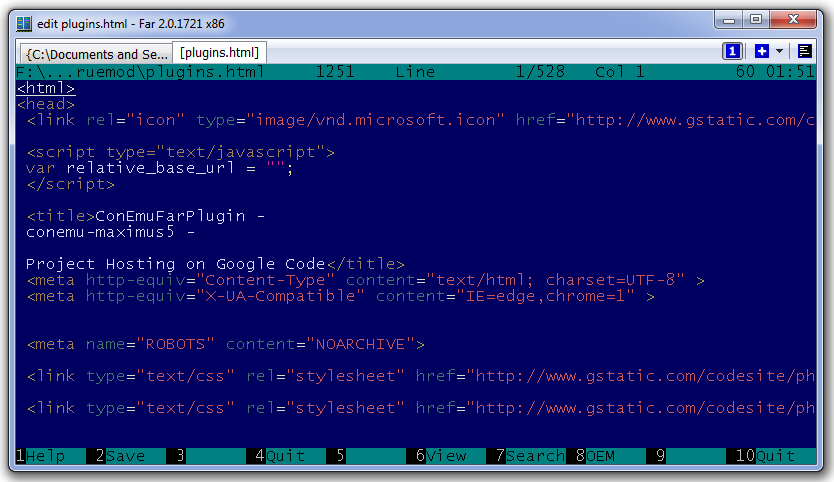 edit plugins.html - Far 2.0.1721 x86
{C:\Documents and Se... [plugins.html] 1
F:\...ruemod\plugins.html 1251 Line 1/528 Col 1 60 01:51
<html>
<head>
<link rel="icon" type="image/vnd.microsoft.icon" href="http://www.gstatic.com/c
<script type="text/javascript">
var relative_base_url = "";
</script>
<title>ConEmuFarPlugin -
conemu-maximus5 -
Project Hosting on Google Code</title>
<meta http-equiv="Content-Type" content="text/html; charset=UTF-8" >
<meta http-equiv="X-UA-Compatible" content="IE=edge,chrome=1" >
<meta name="ROBOTS" content="NOARCHIVE">
<link type="text/css" rel="stylesheet" href="http://www.gstatic.com/codesite/ph
<link type="text/css" rel="stylesheet" href="http://www.gstatic.com/codesite/ph
1Help 2Save 3 4Quit 5 6View 7Search 8OEM 9 10Quit